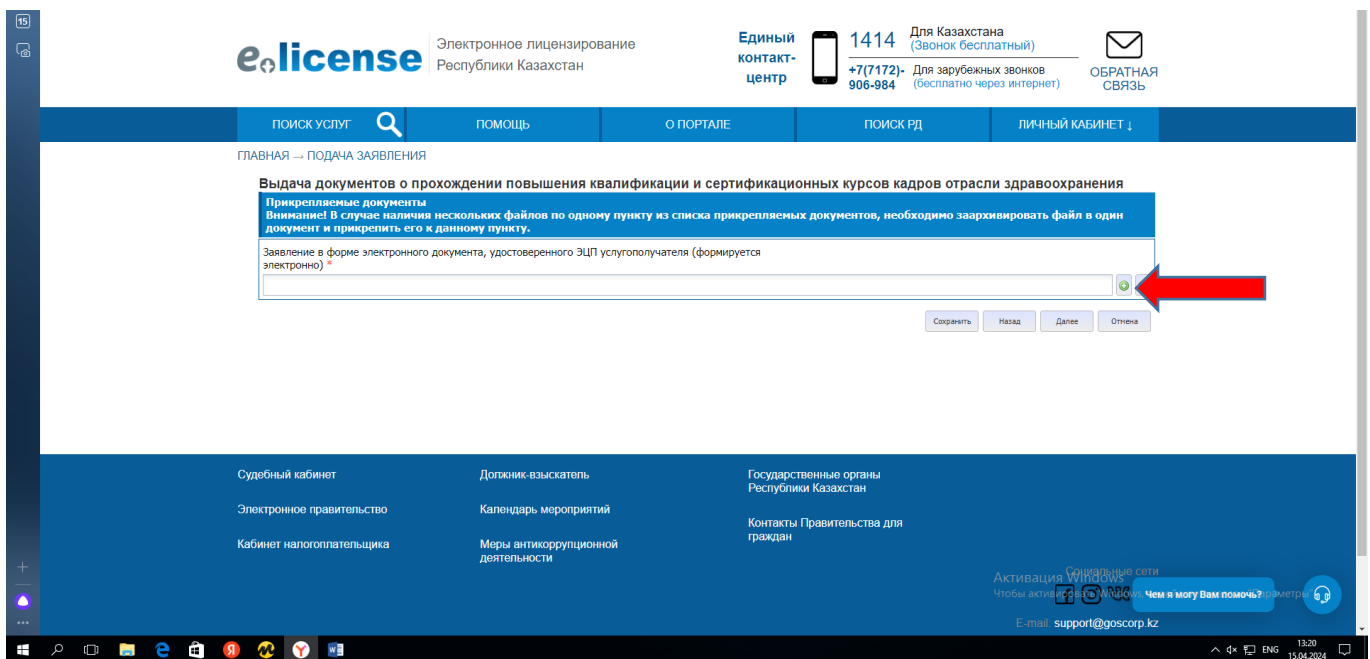 15
e.license
Электронное лицензирование
Республики Казахстан
Единый
контакт-
центр
1414
Для Казахстана
(Звонок бесплатный)
+7(7172)-
906-984
Для зарубежных звонков
(бесплатно через интернет)
ОБРАТНАЯ
СВЯЗЬ
ПОИСК УСЛУГ
ПОМОЩЬ
О ПОРТАЛЕ
ПОИСК РД
ЛИЧНЫЙ КАБИНЕТ ↓
ГЛАВНАЯ → ПОДАЧА ЗАЯВЛЕНИЯ
Выдача документов о прохождении повышения квалификации и сертификационных курсов кадров отрасли здравоохранения
Прикрепляемые документы
Внимание! В случае наличия нескольких файлов по одному пункту из списка прикрепляемых документов, необходимо заархивировать файл в один
документ и прикрепить его к данному пункту.
Заявление в форме электронного документа, удостоверенного ЭЦП услугополучателя (формируется
электронно) *
Сохранить
Назад
Далее
Отмена
Судебный кабинет
Должник-взыскатель
Государственные органы
Республики Казахстан
Электронное правительство
Календарь мероприятий
Контакты Правительства для
граждан
Кабинет налогоплательщика
Меры антикоррупционной
деятельности
Социальные сети
Активация Windows
Чтобы активировать Windows,
Чем я могу Вам помочь?
E-mail: support@goscorp.kz
ENG
13:20
15.04.2024